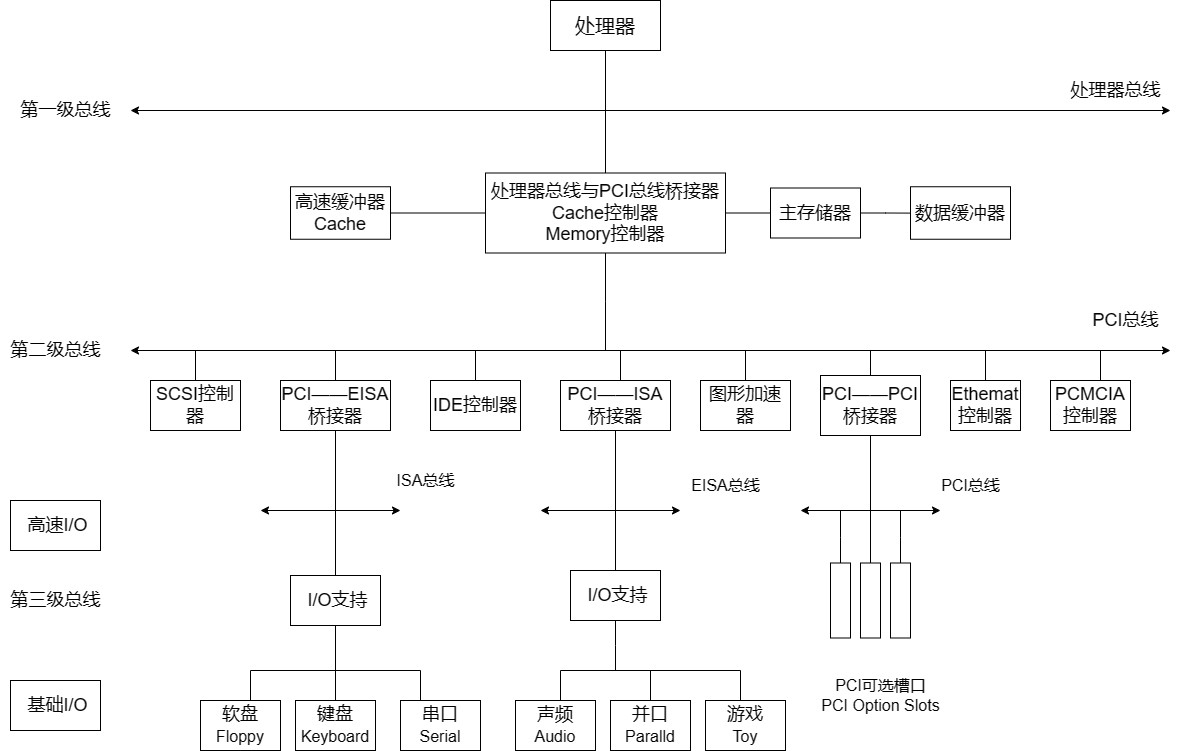 处理器
处理器总线
第一级总线
处理器总线与PCI总线桥接器
Cache控制器
Memory控制器
高速缓冲器
Cache
主存储器
数据缓冲器
PCI总线
第二级总线
SCSI控制
器
PCI——EISA
桥接器
IDE控制器
PCI——ISA
桥接器
图形加速
器
PCI——PCI
桥接器
Ethemat
控制器
PCMCIA
控制器
ISA总线
EISA总线
PCI总线
高速I/O
第三级总线
I/O支持
I/O支持
PCI可选槽口
PCI Option Slots
基础I/O
软盘
Floppy
键盘
Keyboard
串口
Serial
声频
Audio
并口
Paralld
游戏
Toy